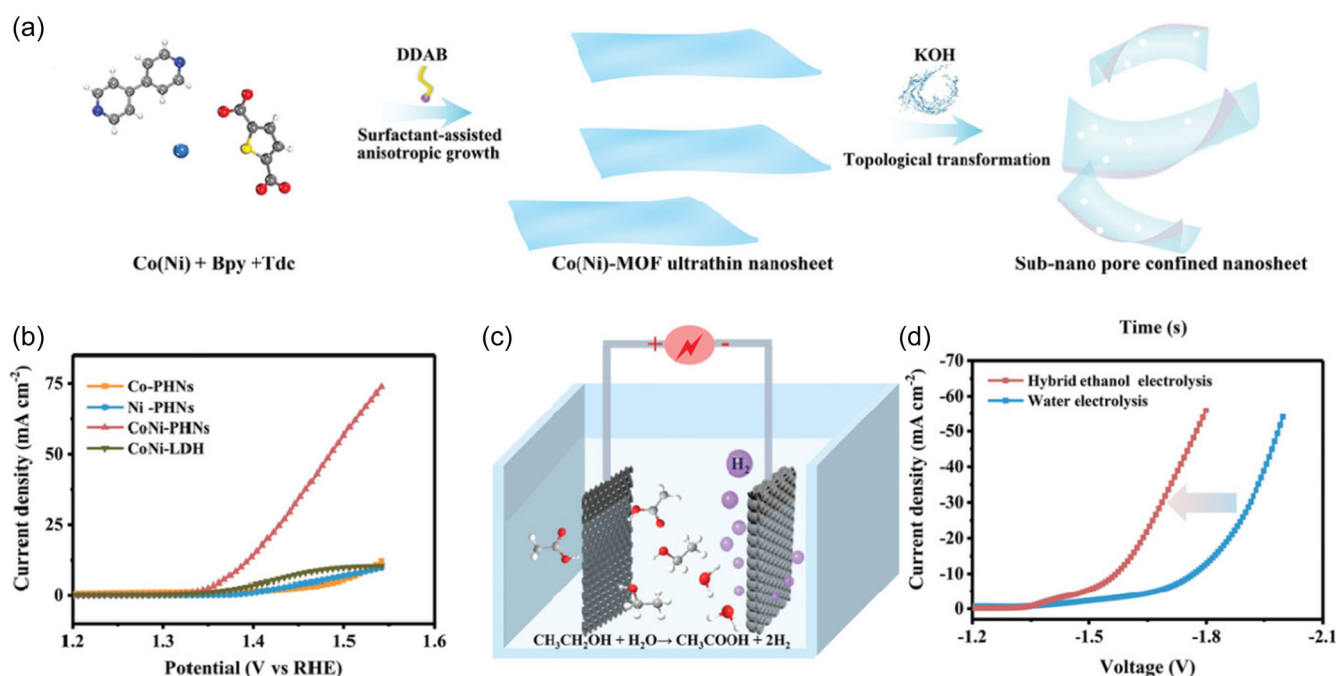 (a)
DDAB
Surfactant-assisted
anisotropic growth
KOH
Topological transformation
Co(Ni) + Bpy +Tdc
Co(Ni)-MOF ultrathin nanosheet
Sub-nano pore confined nanosheet
(b)
Current density (mA cm⁻²)
75
50
25
0
Co-PHNs
Ni -PHNs
CoNi-PHNs
CoNi-LDH
1.2
1.3
1.4
1.5
1.6
Potential (V vs RHE)
(c)
+
-
H₂
CH₃CH₂OH + H₂O→ CH₃COOH + 2H₂
Time (s)
(d)
Current density (mA cm⁻²)
-70
-60
-50
-40
-30
-20
-10
0
Hybrid ethanol electrolysis
Water electrolysis
-1.2
-1.5
-1.8
-2.1
Voltage (V)